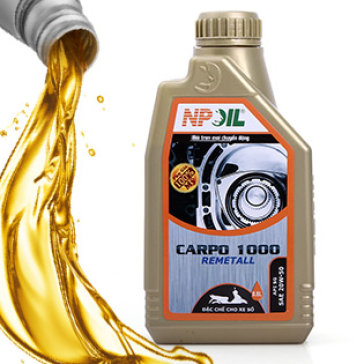 NPOIL®
Bôi trơn mọi chuyển động
CARPO 1000
REMETALL
API SG
SAE 20W-50
0.8L
ĐẶC CHẾ CHO XE SỐ